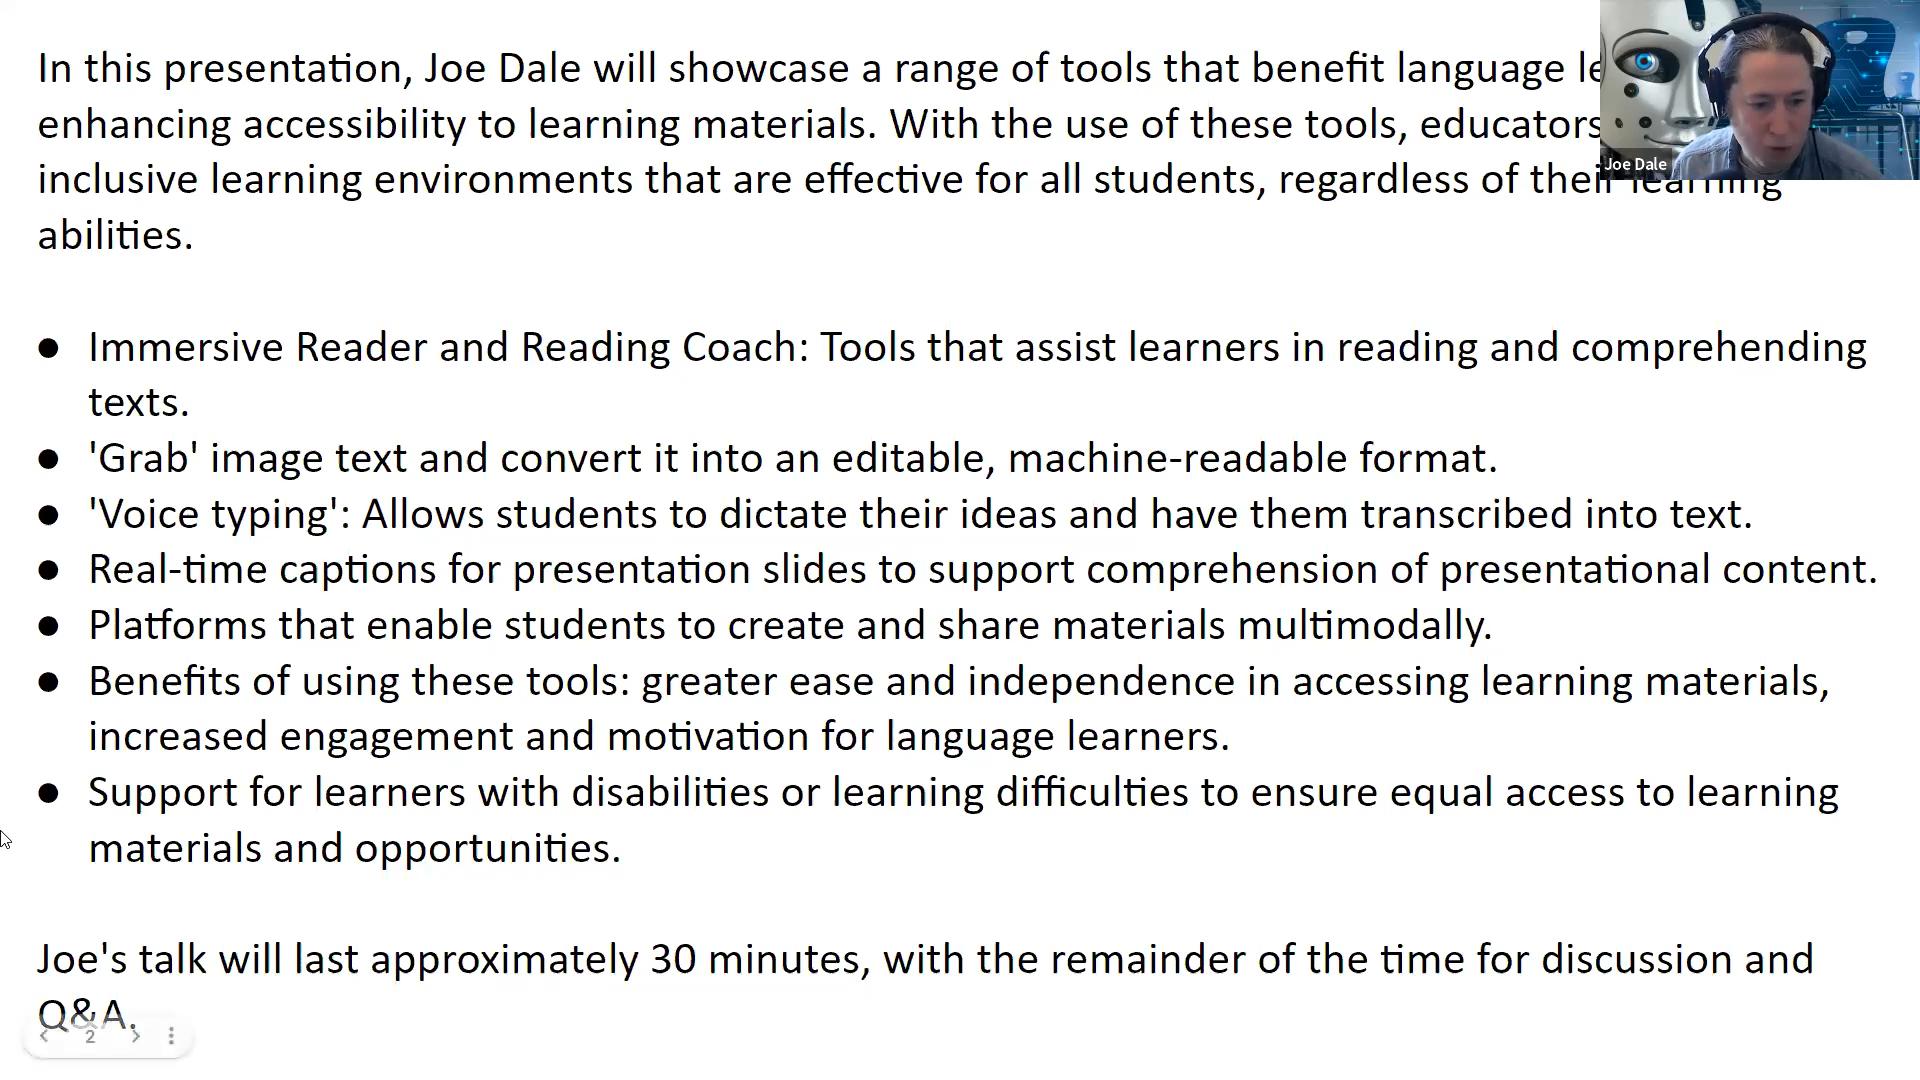 In this presentation, Joe Dale will showcase a range of tools that benefit language
enhancing accessibility to learning materials. With the use of these tools, educators
inclusive learning environments that are effective for all students, regardless of their learning
abilities.
● Immersive Reader and Reading Coach: Tools that assist learners in reading and comprehending
texts.
● 'Grab' image text and convert it into an editable, machine-readable format.
● 'Voice typing': Allows students to dictate their ideas and have them transcribed into text.
● Real-time captions for presentation slides to support comprehension of presentational content.
● Platforms that enable students to create and share materials multimodally.
● Benefits of using these tools: greater ease and independence in accessing learning materials,
increased engagement and motivation for language learners.
● Support for learners with disabilities or learning difficulties to ensure equal access to learning
materials and opportunities.
Joe's talk will last approximately 30 minutes, with the remainder of the time for discussion and
Q&A.
2
Joe Dale